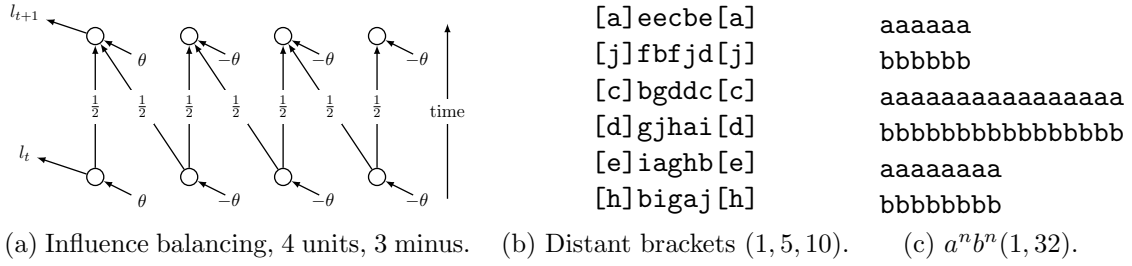 l_{t+1}
θ
-θ
-θ
-θ
1/2
1/2
1/2
1/2
1/2
1/2
1/2
time
l_t
θ
-θ
-θ
-θ
(a) Influence balancing, 4 units, 3 minus.
[a]eecbe[a]
[j]fbfjd[j]
[c]bgddc[c]
[d]gjhai[d]
[e]iaghb[e]
[h]bigaj[h]
(b) Distant brackets (1, 5, 10).
aaaaaa
bbbbbb
aaaaaaaaaaaaaaaa
bbbbbbbbbbbbbbbb
aaaaaaaa
bbbbbbbb
(c) aⁿbⁿ(1, 32).